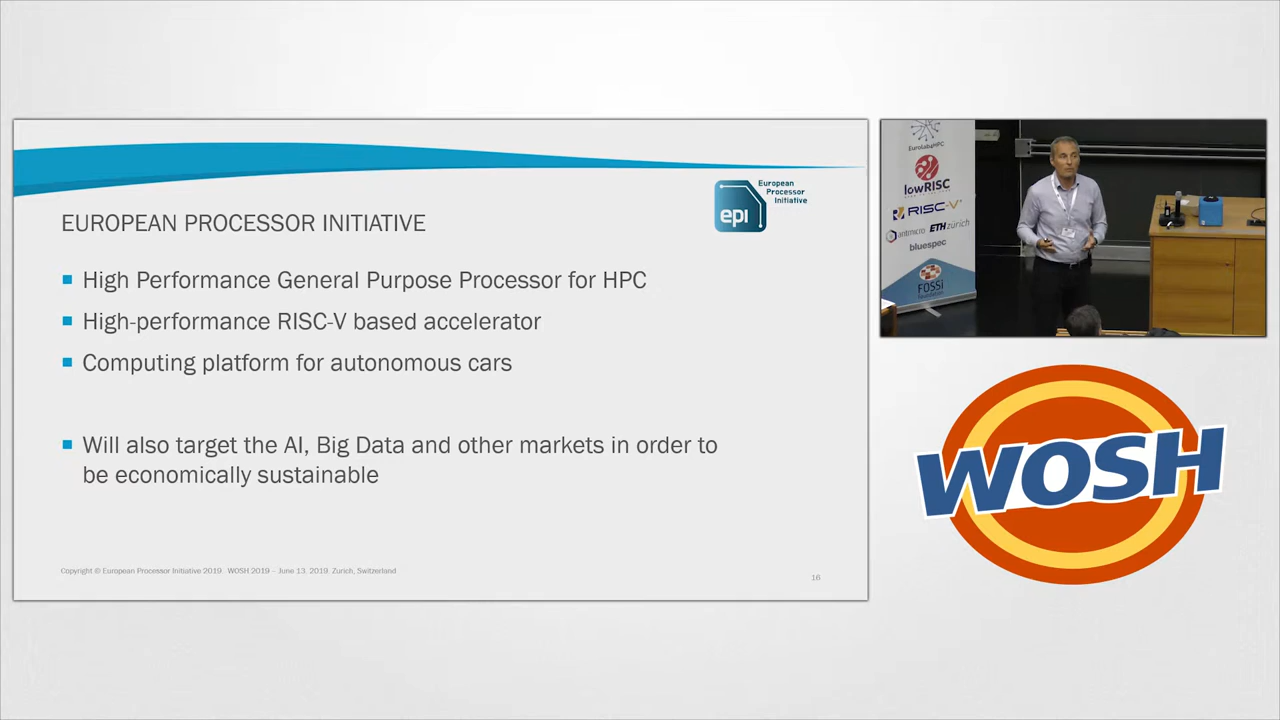 European
Processor
Initiative
epi
EUROPEAN PROCESSOR INITIATIVE
High Performance General Purpose Processor for HPC
High-performance RISC-V based accelerator
Computing platform for autonomous cars
Will also target the AI, Big Data and other markets in order to
be economically sustainable
Copyright © European Processor Initiative 2019. WOSH 2019 – June 13, 2019. Zurich, Switzerland
16
Eurolab4HPC
lowRISC
RISC-V
antmicro ETH zürich
bluespec
FOSSi
foundation
WOSH